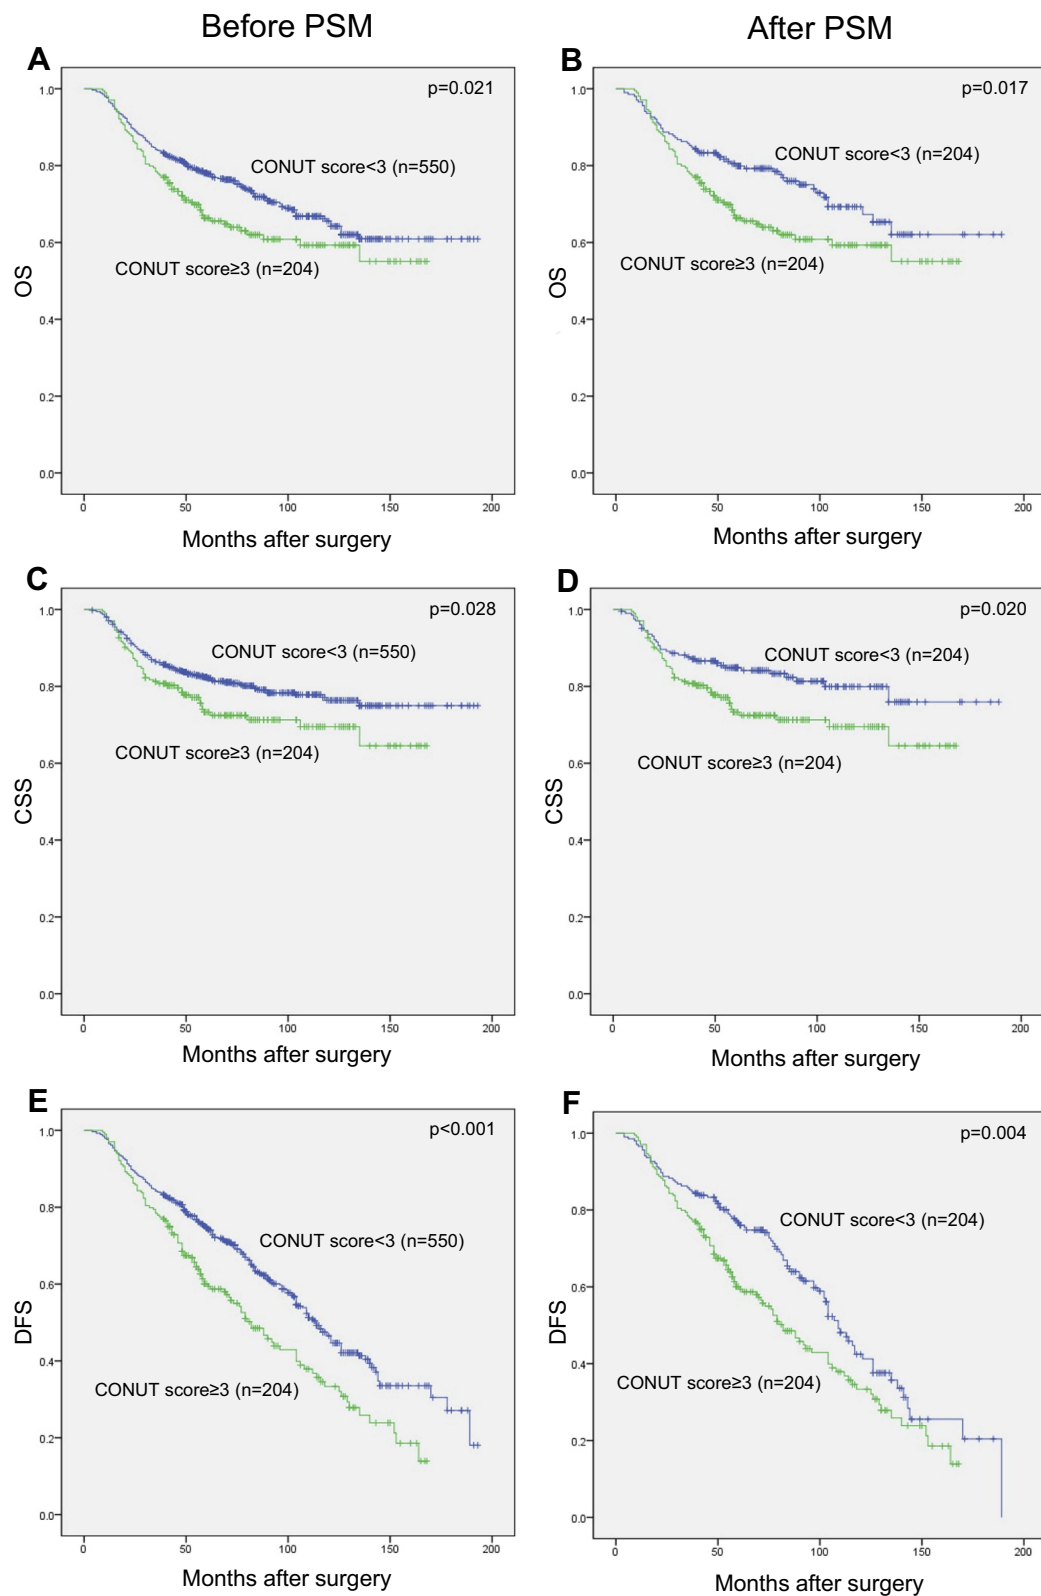 Before PSM
After PSM
A
p=0.021
1.0
0.8
0.6
0.4
0.2
0.0
OS
CONUT score<3 (n=550)
CONUT score≥3 (n=204)
0 50 100 150 200
Months after surgery
B
p=0.017
1.0
0.8
0.6
0.4
0.2
0.0
OS
CONUT score<3 (n=204)
CONUT score≥3 (n=204)
0 50 100 150 200
Months after surgery
C
p=0.028
1.0
0.8
0.6
0.4
0.2
0.0
CSS
CONUT score<3 (n=550)
CONUT score≥3 (n=204)
0 50 100 150 200
Months after surgery
D
p=0.020
1.0
0.8
0.6
0.4
0.2
0.0
CSS
CONUT score<3 (n=204)
CONUT score≥3 (n=204)
0 50 100 150 200
Months after surgery
E
p<0.001
1.0
0.8
0.6
0.4
0.2
0.0
DFS
CONUT score<3 (n=550)
CONUT score≥3 (n=204)
0 50 100 150 200
Months after surgery
F
p=0.004
1.0
0.8
0.6
0.4
0.2
0.0
DFS
CONUT score<3 (n=204)
CONUT score≥3 (n=204)
0 50 100 150 200
Months after surgery